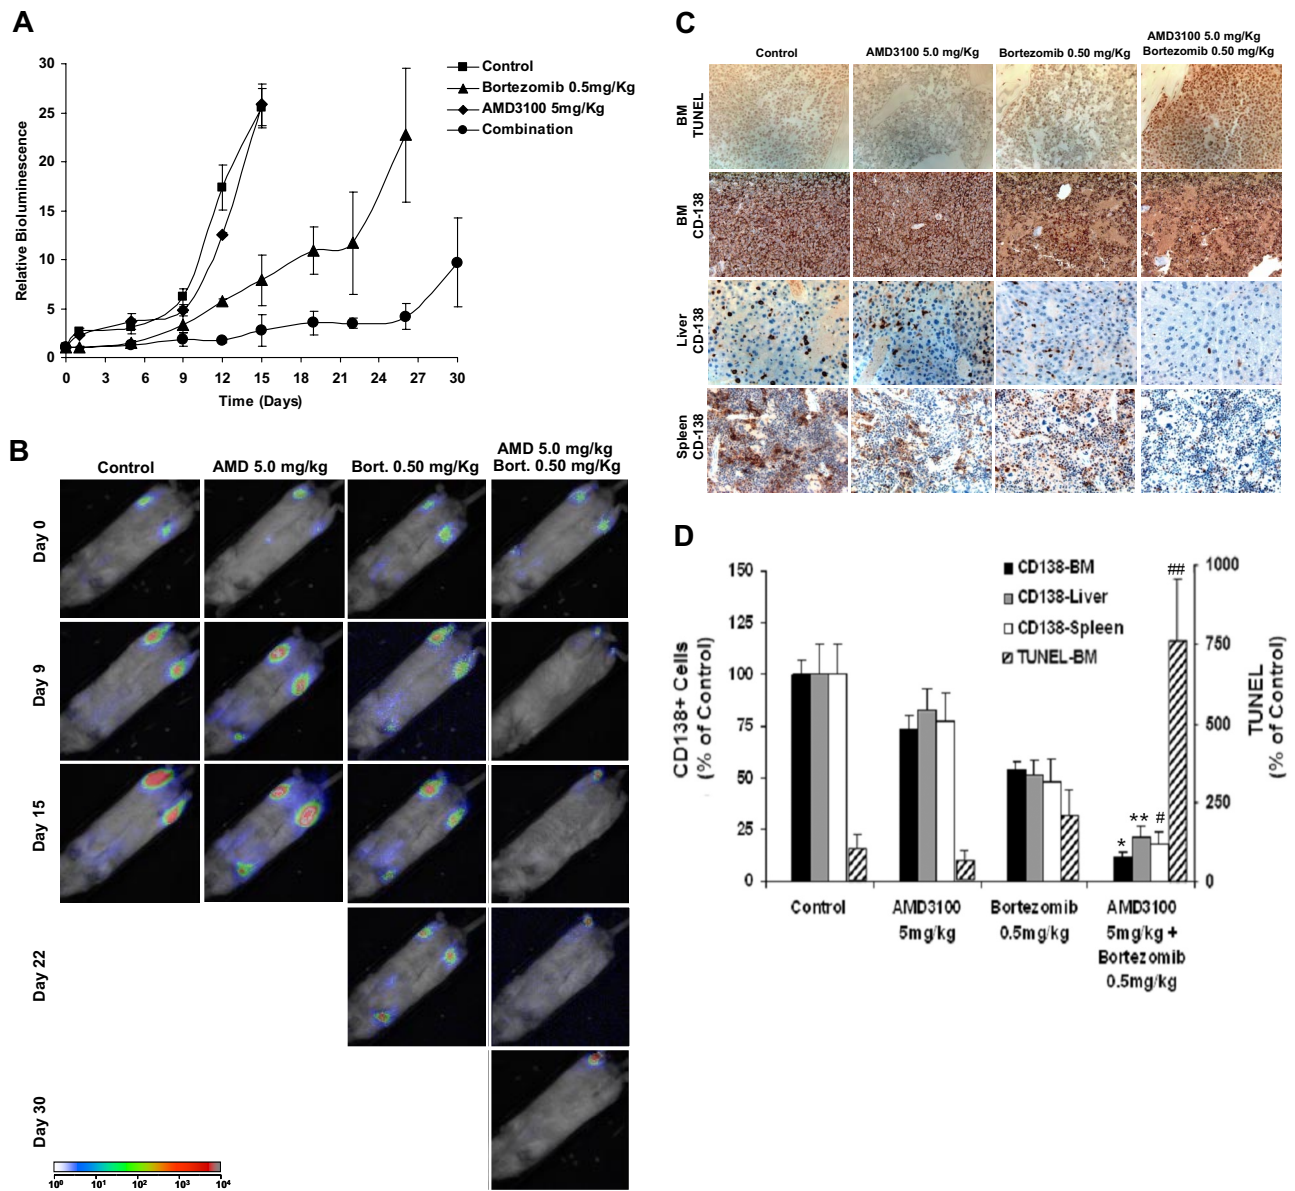 A
30
25
20
15
10
5
0
Relative Bioluminescence
0 3 6 9 12 15 18 21 24 27 30
Time (Days)
Control
Bortezomib 0.5mg/Kg
AMD3100 5mg/Kg
Combination
B
Control
AMD 5.0 mg/kg
Bort. 0.50 mg/Kg
AMD 5.0 mg/kg
Bort. 0.50 mg/Kg
Day 0
Day 9
Day 15
Day 22
Day 30
10⁰ 10¹ 10² 10³ 10⁴
C
Control
AMD3100 5.0 mg/Kg
Bortezomib 0.50 mg/Kg
AMD3100 5.0 mg/Kg
Bortezomib 0.50 mg/Kg
BM
TUNEL
BM
CD-138
Liver
CD-138
Spleen
CD-138
D
150
125
100
75
50
25
0
CD138+ Cells
(% of Control)
CD138-BM
CD138-Liver
CD138-Spleen
TUNEL-BM
*
**
#
##
1000
750
500
250
0
TUNEL
(% of Control)
Control
AMD3100
5mg/kg
Bortezomib
0.5mg/kg
AMD3100
5mg/kg +
Bortezomib
0.5mg/kg